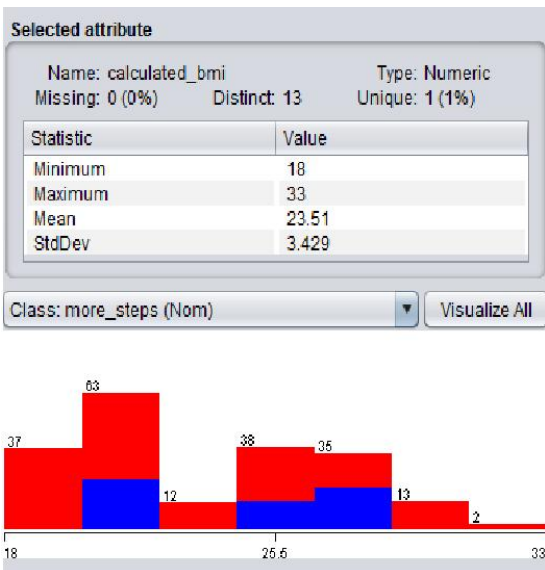 Selected attribute
Name: calculated_bmi Type: Numeric
Missing: 0 (0%) Distinct: 13 Unique: 1 (1%)
Statistic Value
Minimum 18
Maximum 33
Mean 23.51
StdDev 3.429
Class: more_steps (Nom) Visualize All
63
37 38 35
12 13
2
18 25.5 33